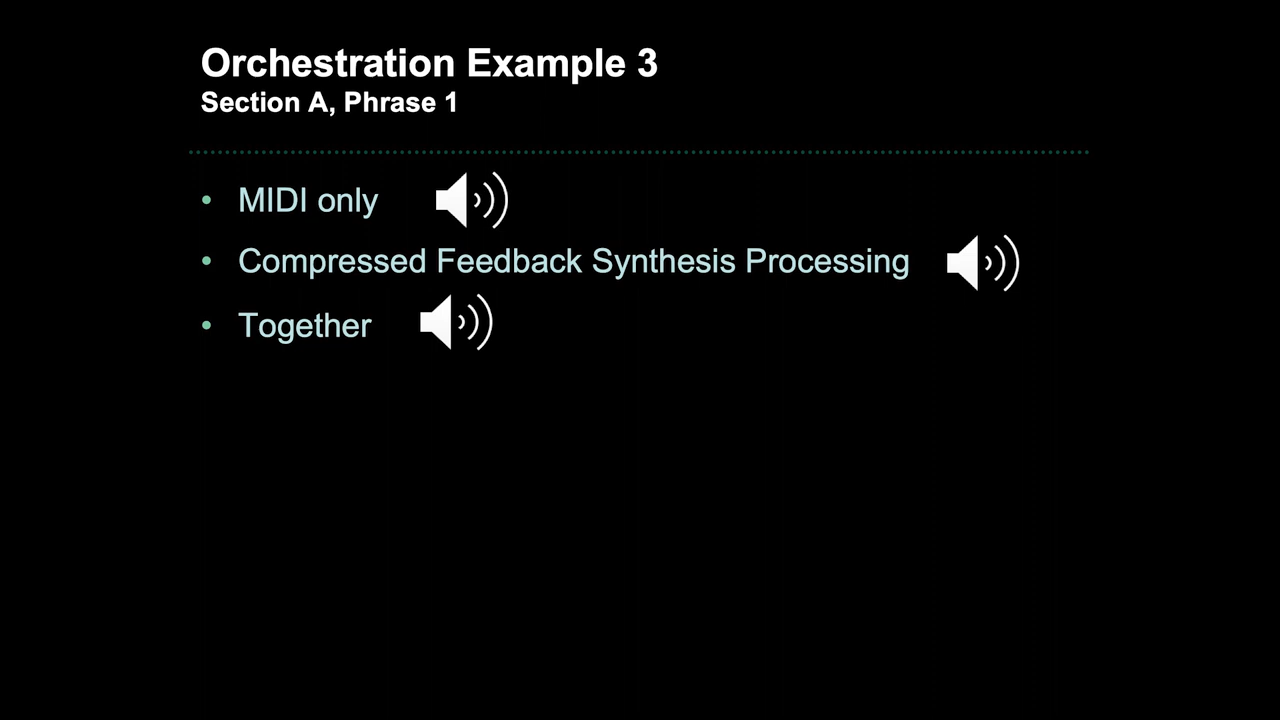 Orchestration Example 3
Section A, Phrase 1
• MIDI only
• Compressed Feedback Synthesis Processing
• Together